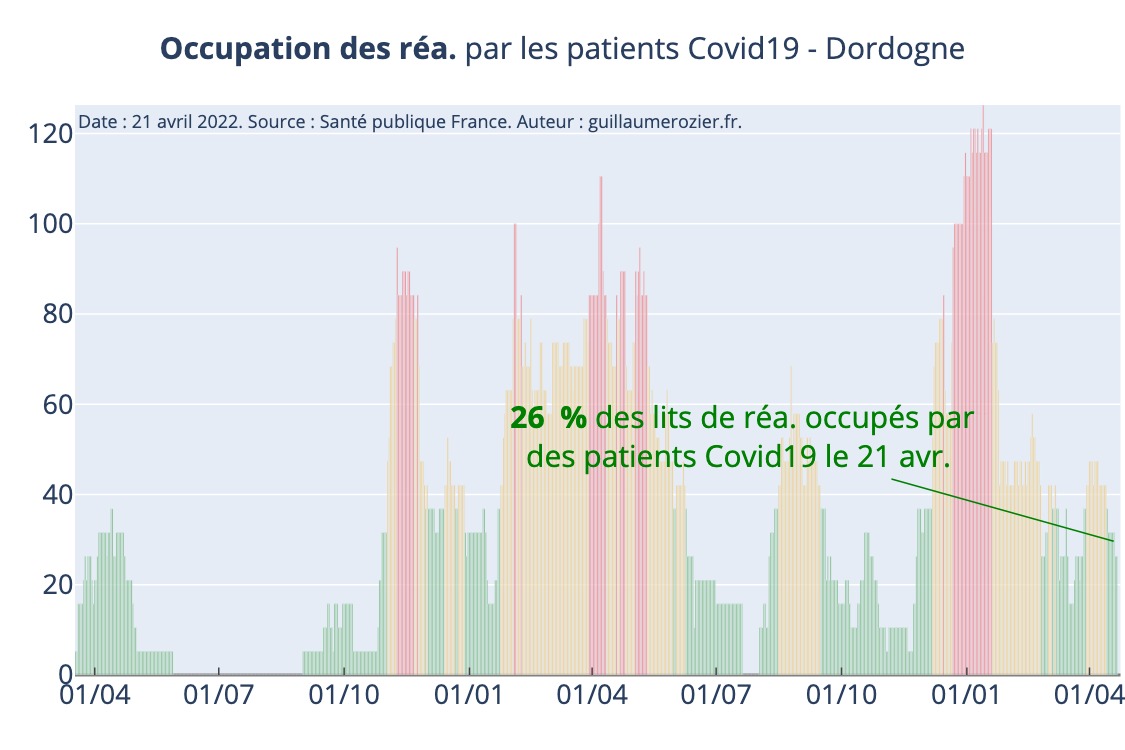 Occupation des réa. par les patients Covid19 - Dordogne
Date : 21 avril 2022. Source : Santé publique France. Auteur : guillaumerozier.fr.
120
100
80
60
40
20
0
26 % des lits de réa. occupés par
des patients Covid19 le 21 avr.
01/04 01/07 01/10 01/01 01/04 01/07 01/10 01/01 01/04